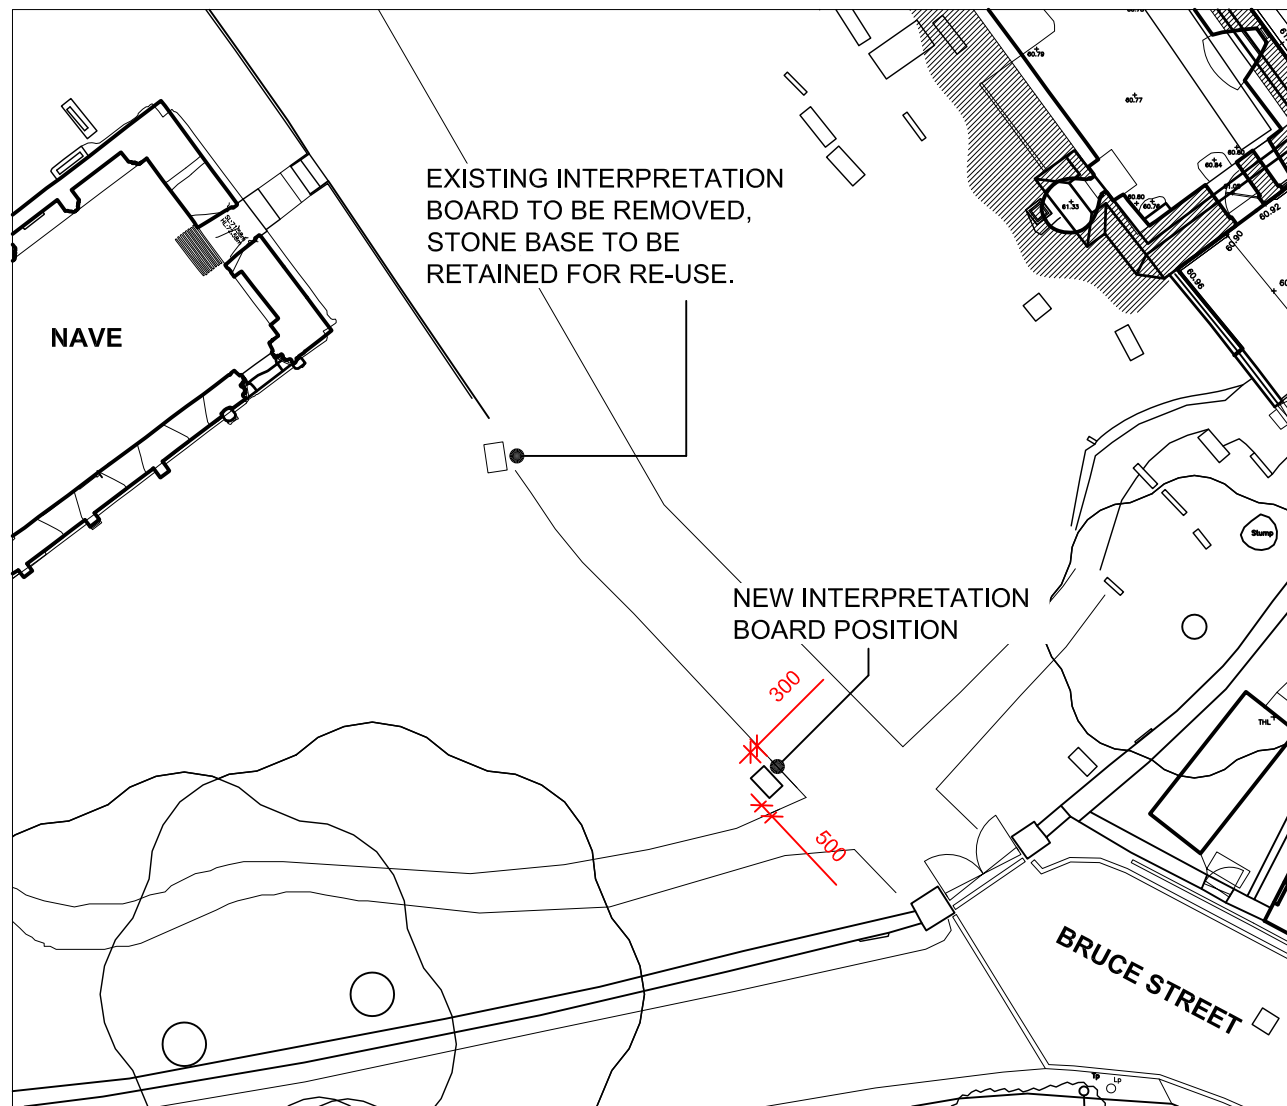 60.79
60.77
60.84
61.33
60.80
60.92
60.90
60.96
EXISTING INTERPRETATION
BOARD TO BE REMOVED,
STONE BASE TO BE
RETAINED FOR RE-USE.
NAVE
Stump
NEW INTERPRETATION
BOARD POSITION
300
THL
500
BRUCE STREET
Tp
Lp